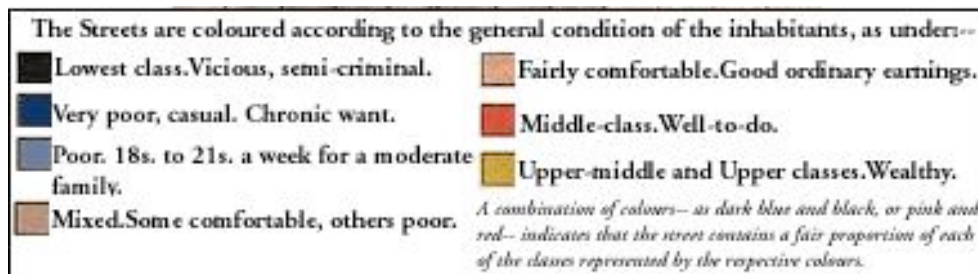 The Streets are coloured according to the general condition of the inhabitants, as under:--
Lowest class.Vicious, semi-criminal.
Very poor, casual. Chronic want.
Poor. 18s. to 21s. a week for a moderate
family.
Mixed.Some comfortable, others poor.
Fairly comfortable.Good ordinary earnings.
Middle-class.Well-to-do.
Upper-middle and Upper classes.Wealthy.
A combination of colours-- as dark blue and black, or pink and
red-- indicates that the street contains a fair proportion of each
of the classes represented by the respective colours.